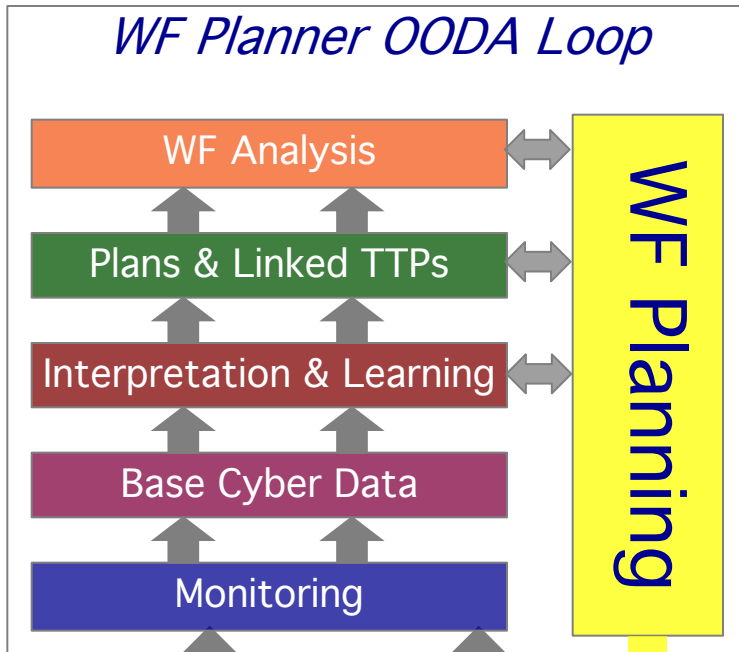 WF Planner OODA Loop
WF Analysis
Plans & Linked TTPs
Interpretation & Learning
Base Cyber Data
Monitoring
WF Planning